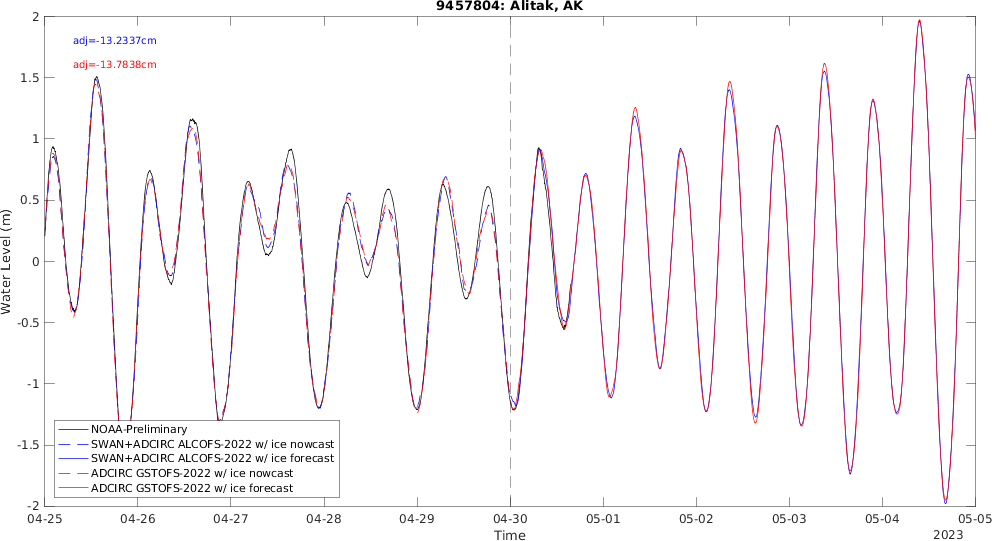 9457804: Alitak, AK
adj=-13.2337cm
adj=-13.7838cm
Water Level (m)
2
1.5
1
0.5
0
-0.5
-1
-1.5
-2
NOAA-Preliminary
SWAN+ADCIRC ALCOFS-2022 w/ ice nowcast
SWAN+ADCIRC ALCOFS-2022 w/ ice forecast
ADCIRC GSTOFS-2022 w/ ice nowcast
ADCIRC GSTOFS-2022 w/ ice forecast
04-25 04-26 04-27 04-28 04-29 04-30 05-01 05-02 05-03 05-04 05-05
Time
2023